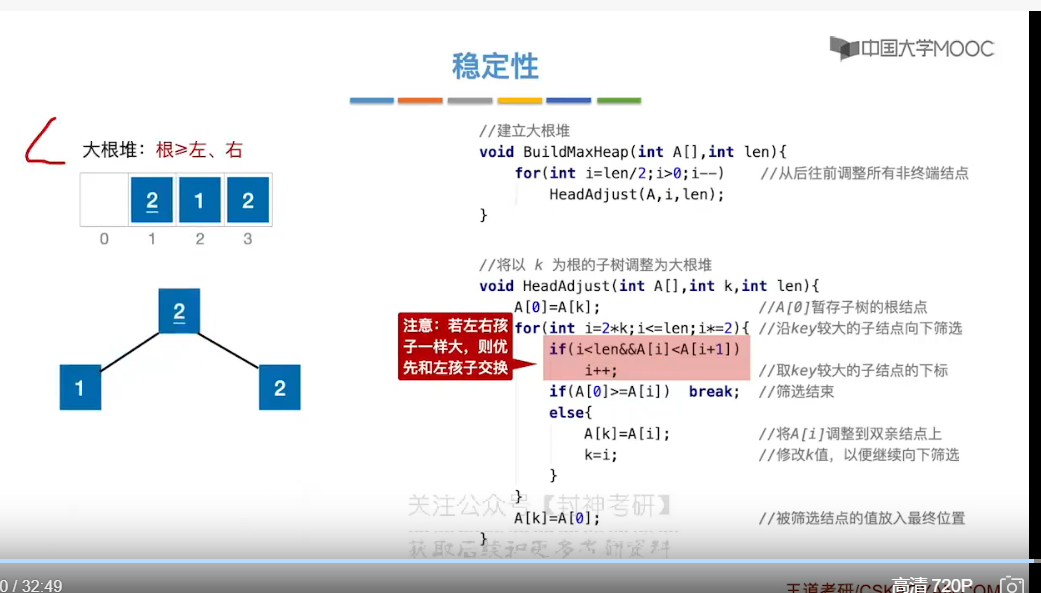 中国大学MOOC
稳定性
大根堆：根≥左、右
2 1 2
0 1 2 3
2
1 2
//建立大根堆
void BuildMaxHeap(int A[],int len){
for(int i=len/2;i>0;i--) //从后往前调整所有非终端结点
HeadAdjust(A,i,len);
}
//将以 k 为根的子树调整为大根堆
void HeadAdjust(int A[],int k,int len){
A[0]=A[k]; //A[0]暂存子树的根结点
for(int i=2*k;i<=len;i*=2){ //沿key较大的子结点向下筛选
if(i<len&&A[i]<A[i+1])
i++; //取key较大的子结点的下标
if(A[0]>=A[i]) break; //筛选结束
else{
A[k]=A[i]; //将A[i]调整到双亲结点上
k=i; //修改k值，以便继续向下筛选
}
}
A[k]=A[0]; //被筛选结点的值放入最终位置
}
注意：若左右孩
子一样大，则优
先和左孩子交换
关注公众号【封神考研】
获取后续和更多考研资料
0 / 32:49
高清 720P
王道考研/CSK